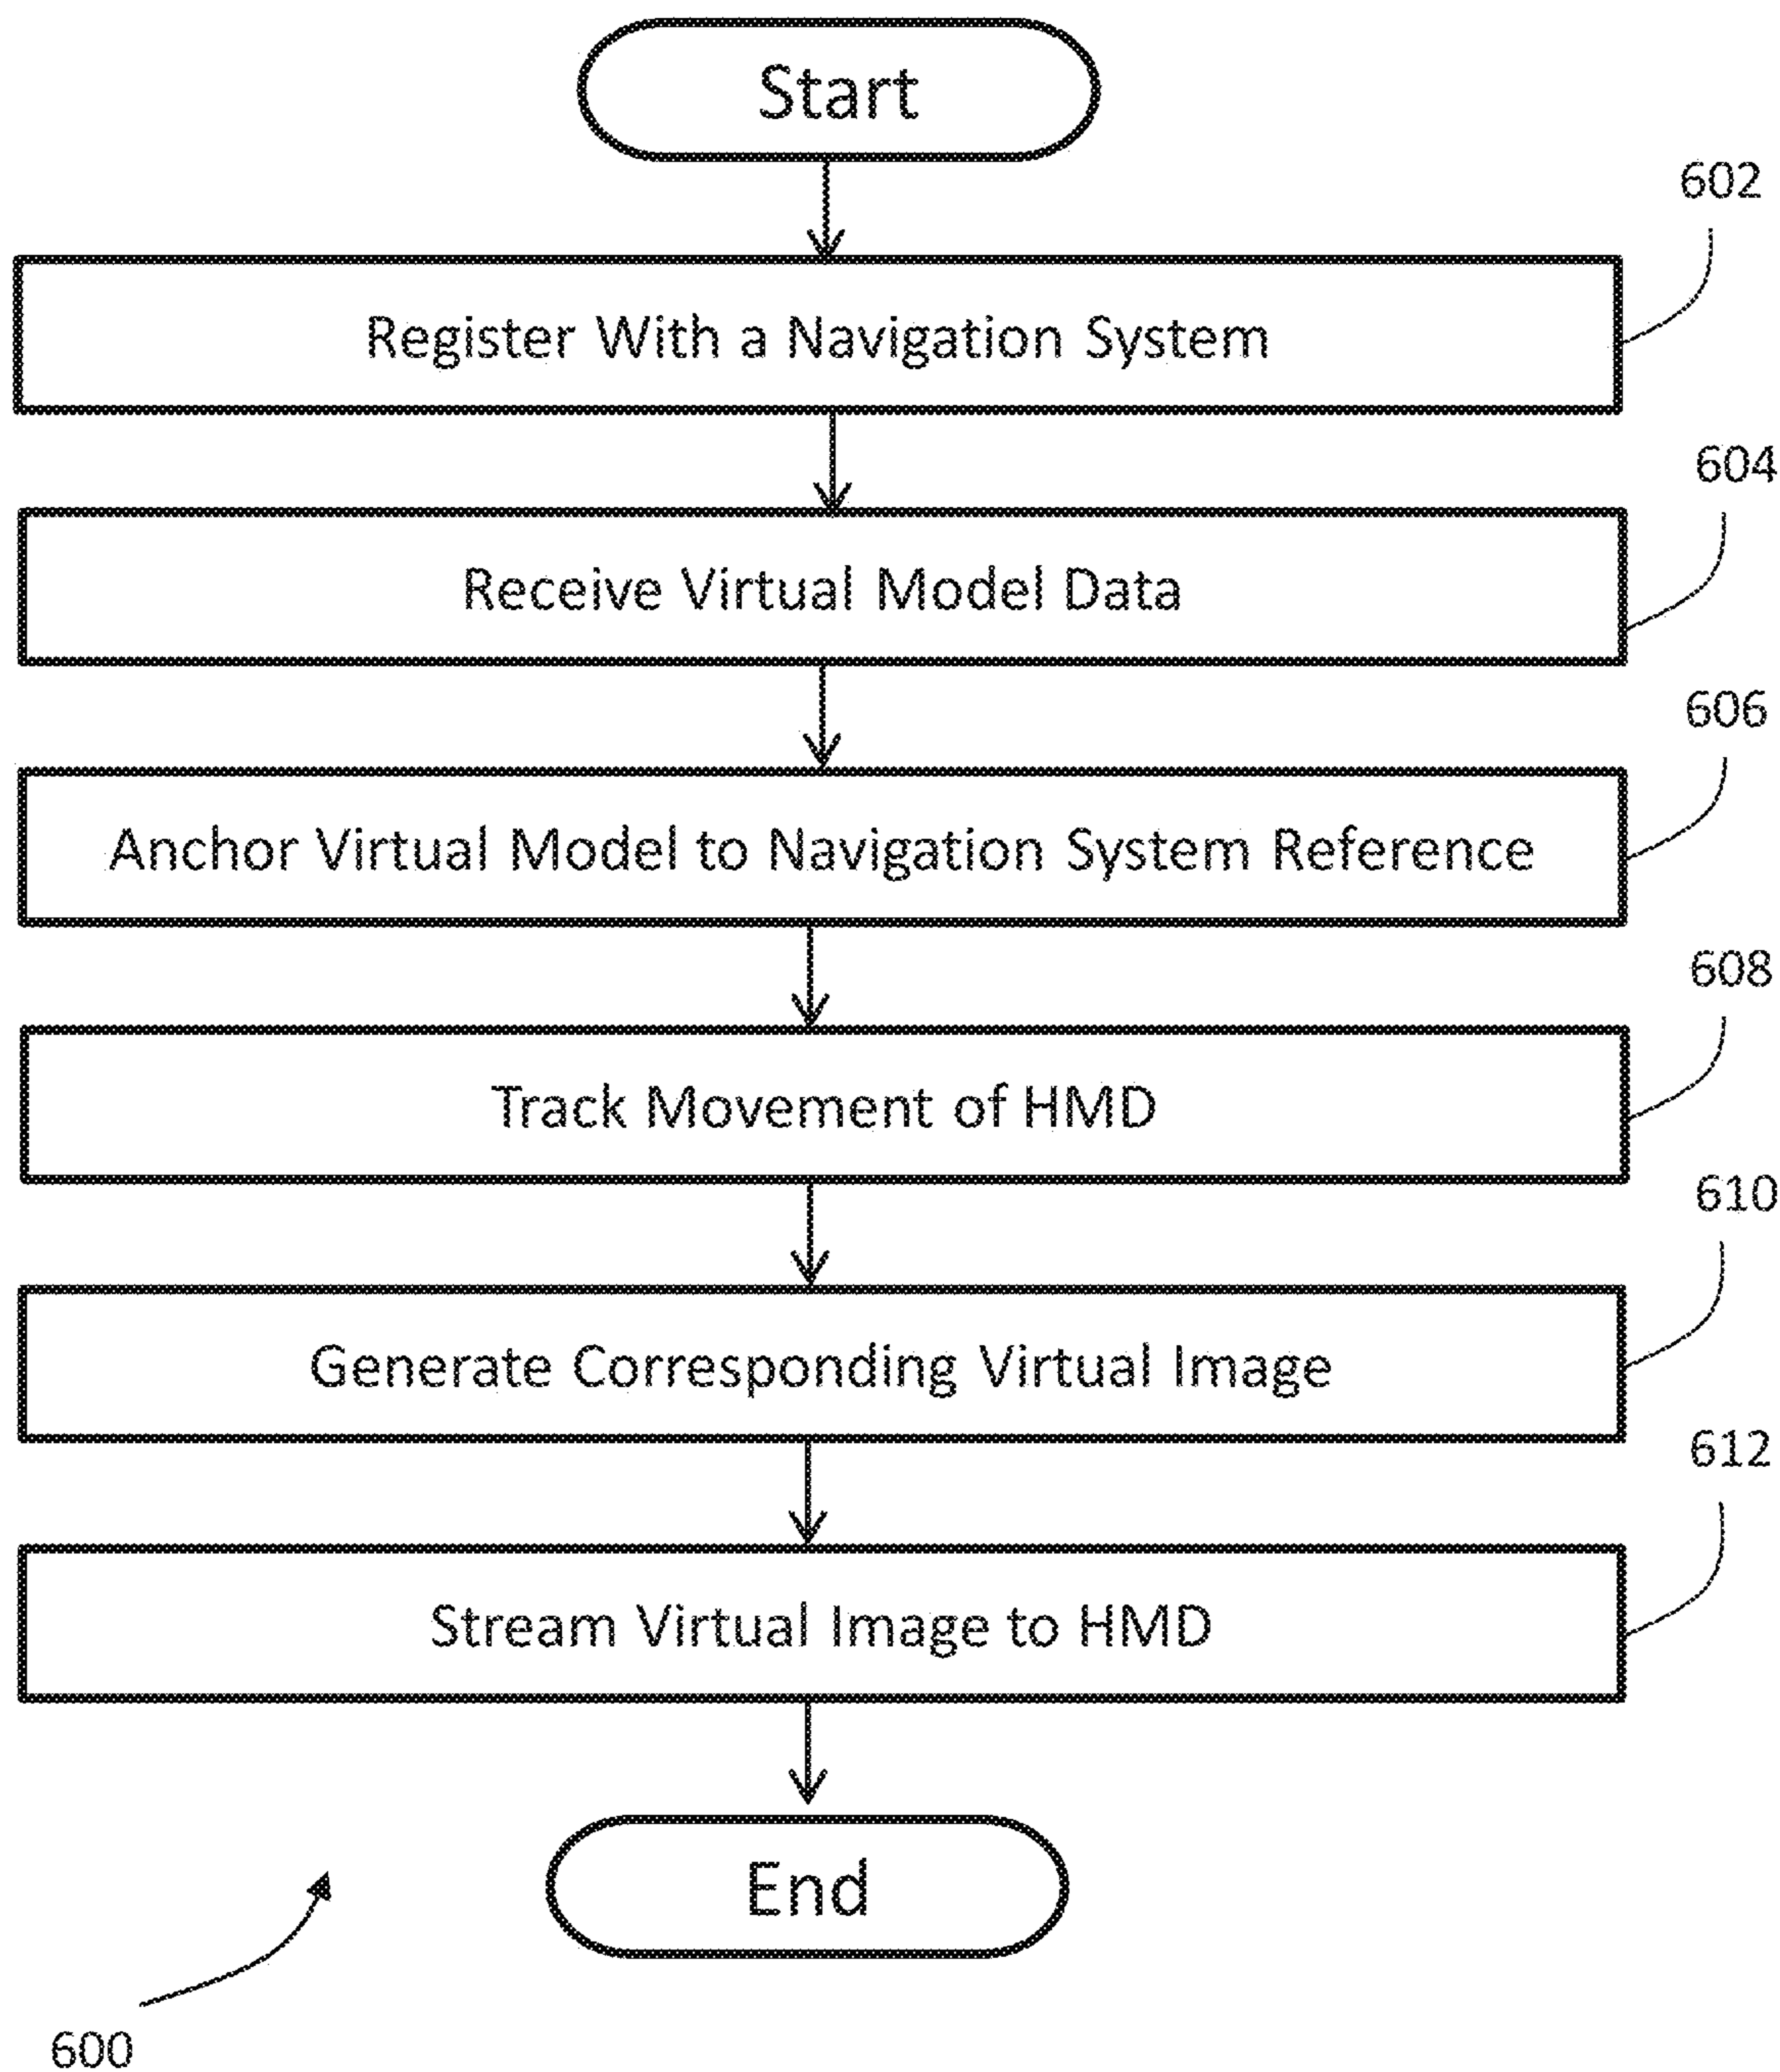 Start
602
Register With a Navigation System
604
Receive Virtual Model Data
606
Anchor Virtual Model to Navigation System Reference
608
Track Movement of HMD
610
Generate Corresponding Virtual Image
612
Stream Virtual Image to HMD
End
600